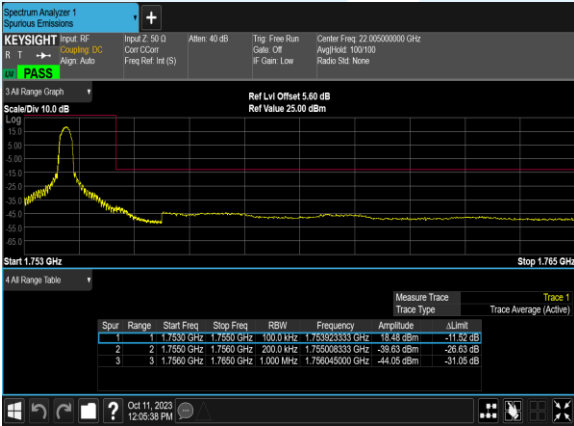 Spectrum Analyzer 1
Spurious Emissions
+
KEYSIGHT
R T
LXI
PASS
Input: RF
Coupling: DC
Align: Auto
Input Z: 50 Ω
Corr CCorr
Freq Ref: Int (S)
Atten: 40 dB
Trig: Free Run
Gate: Off
IF Gain: Low
Center Freq: 22.005000000 GHz
Avg|Hold: 100/100
Radio Std: None
3 All Range Graph
Ref Lvl Offset 5.60 dB
Scale/Div 10.0 dB
Ref Value 25.00 dBm
Log
15.0
5.00
-5.00
-15.0
-25.0
-35.0
-45.0
-55.0
-65.0
Start 1.753 GHz
Stop 1.765 GHz
4 All Range Table
Measure Trace Trace 1
Trace Type Trace Average (Active)
Spur Range Start Freq Stop Freq RBW Frequency Amplitude ΔLimit
1 1 1.7530 GHz 1.7550 GHz 100.0 kHz 1.753923333 GHz 18.48 dBm -11.52 dB
2 2 1.7550 GHz 1.7560 GHz 200.0 kHz 1.755008333 GHz -39.63 dBm -26.63 dB
3 3 1.7560 GHz 1.7650 GHz 1.000 MHz 1.756045000 GHz -44.05 dBm -31.05 dB
?
Oct 11, 2023
12:05:38 PM